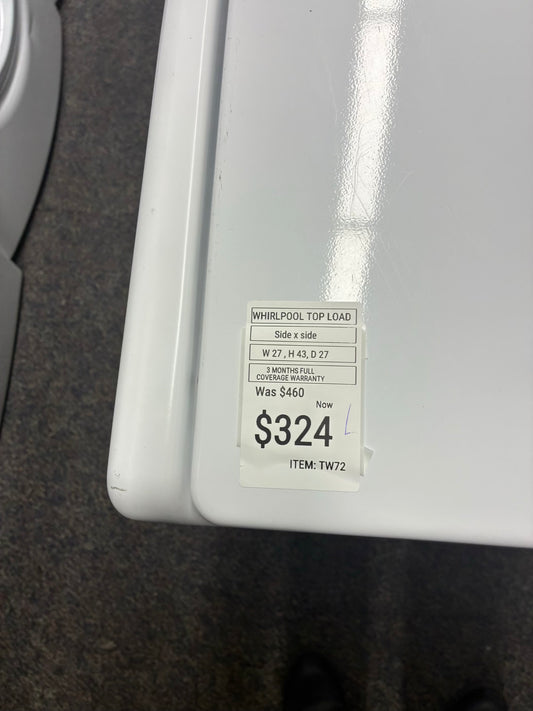 WHIRLPOOL TOP LOAD
Side x side
W 27 , H 43, D 27
3 MONTHS FULL
COVERAGE WARRANTY
Was $460
Now
$324
ITEM: TW72